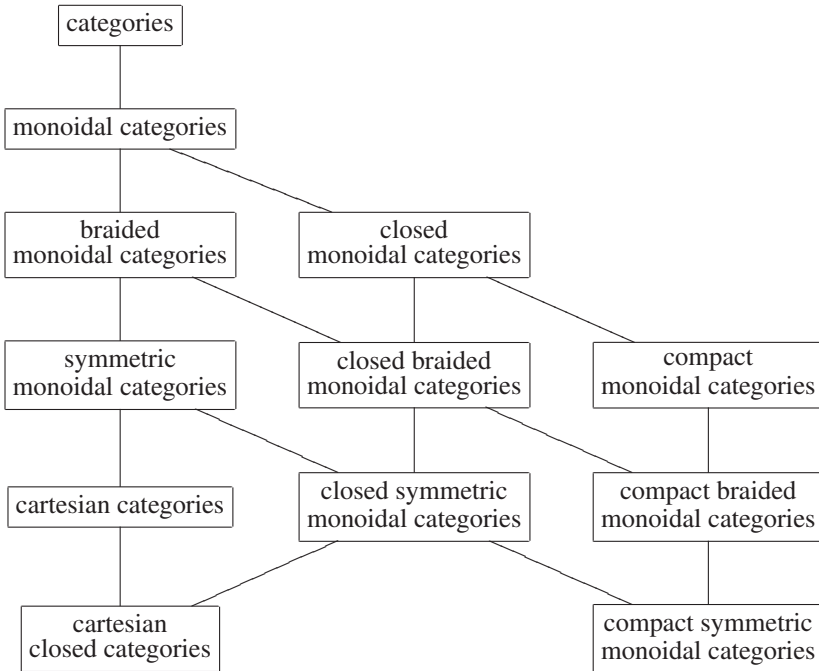 categories
monoidal categories
braided
monoidal categories
closed
monoidal categories
symmetric
monoidal categories
closed braided
monoidal categories
compact
monoidal categories
cartesian categories
closed symmetric
monoidal categories
compact braided
monoidal categories
cartesian
closed categories
compact symmetric
monoidal categories